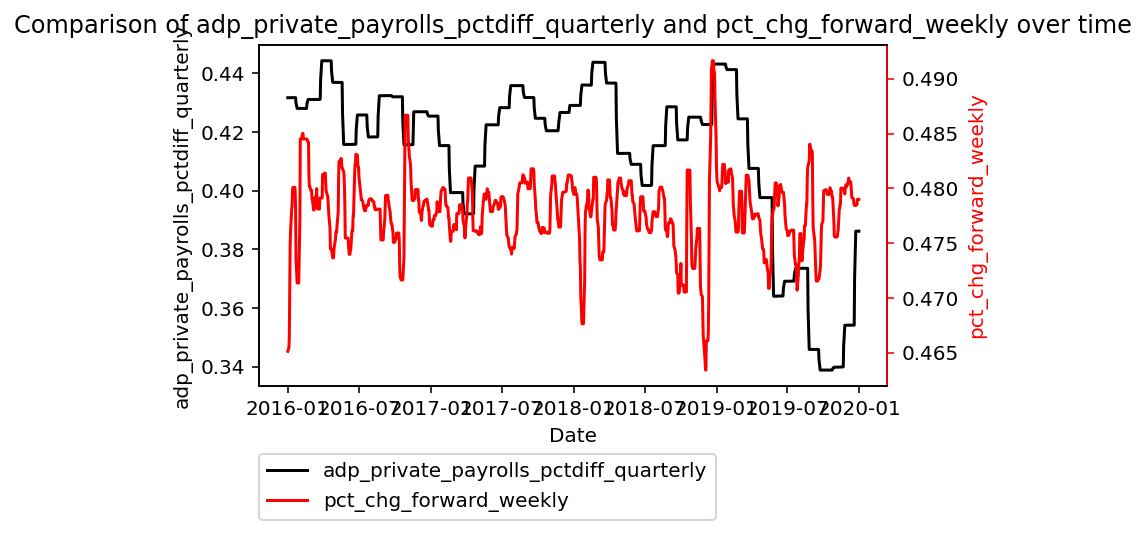 Comparison of adp_private_payrolls_pctdiff_quarterly and pct_chg_forward_weekly over time
adp_private_payrolls_pctdiff_quarterly
0.44
0.42
0.40
0.38
0.36
0.34
0.490
0.485
0.480
0.475
0.470
0.465
pct_chg_forward_weekly
2016-01 2016-07 2017-01 2017-07 2018-01 2018-07 2019-01 2019-07 2020-01
Date
adp_private_payrolls_pctdiff_quarterly
pct_chg_forward_weekly